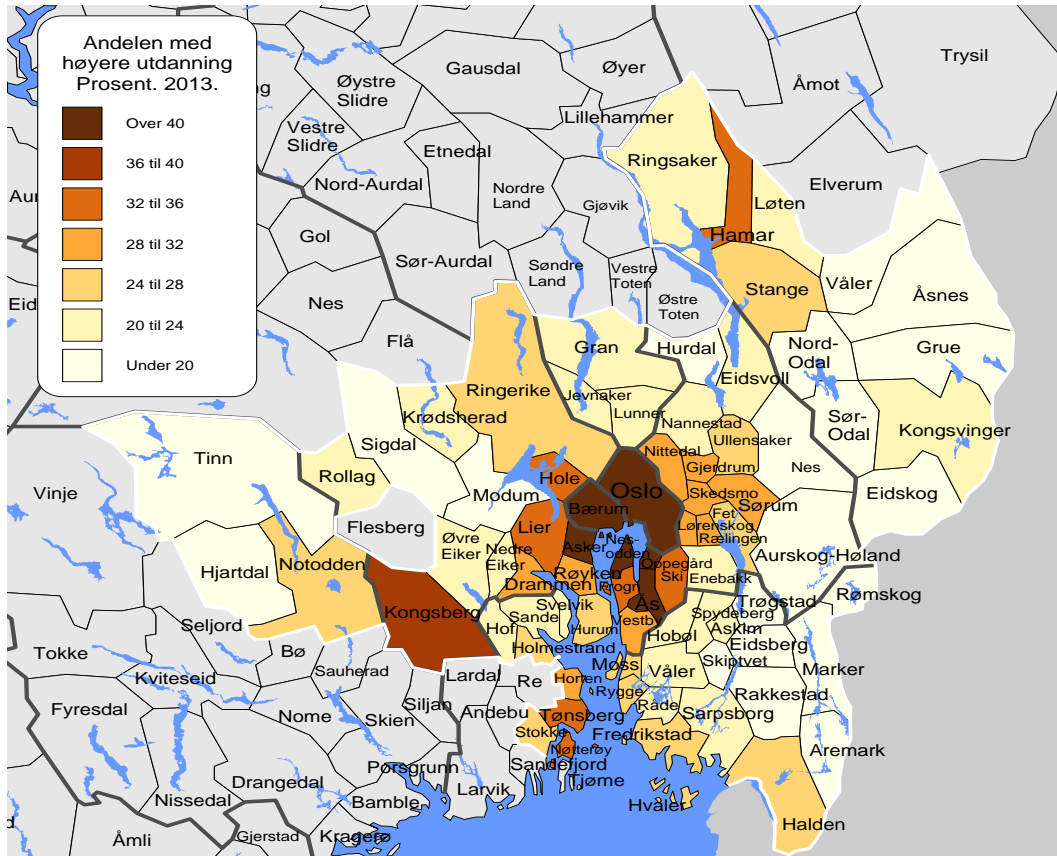 Andelen med
høyere utdanning
Prosent. 2013.
Over 40
36 til 40
32 til 36
28 til 32
24 til 28
20 til 24
Under 20
Trysil
Øyer
Gausdal
Åmot
Øystre
Slidre
Lillehammer
Vestre
Slidre
Etnedal
Ringsaker
Nord-Aurdal
Nordre
Land
Gjøvik
Elverum
Løten
Gol
Hamar
Sør-Aurdal
Søndre
Land
Vestre
Toten
Østre
Toten
Stange
Våler
Åsnes
Nes
Flå
Gran
Hurdal
Nord-
Odal
Grue
Eidsvoll
Ringerike
Jevnaker
Lunner
Krødsherad
Nannestad
Ullensaker
Sør-
Odal
Kongsvinger
Sigdal
Nittedal
Gjerdrum
Tinn
Rollag
Hole
Oslo
Nes
Eidskog
Vinje
Modum
Bærum
Skedsmo
Sørum
Fet
Flesberg
Lier
Lørenskog
Rælingen
Øvre
Eiker
Nedre
Eiker
Asker
Nes-
odden
Aurskog-Høland
Notodden
Hjartdal
Oppegård
Ski
Enebakk
Røyken
Drammen
Frogn
Rømskog
Trøgstad
Kongsberg
Ås
Svelvik
Sande
Vestby
Spydeberg
Askim
Hof
Hurum
Hobøl
Eidsberg
Seljord
Bø
Holmestrand
Skiptvet
Tokke
Sauherad
Lardal
Re
Moss
Våler
Marker
Kviteseid
Horten
Rygge
Rakkestad
Fyresdal
Siljan
Andebu
Råde
Nome
Skien
Tønsberg
Sarpsborg
Stokke
Fredrikstad
Nøtterøy
Aremark
Sandefjord
Porsgrunn
Tjøme
Drangedal
Larvik
Nissedal
Bamble
Hvaler
Halden
Åmli
Gjerstad
Kragerø